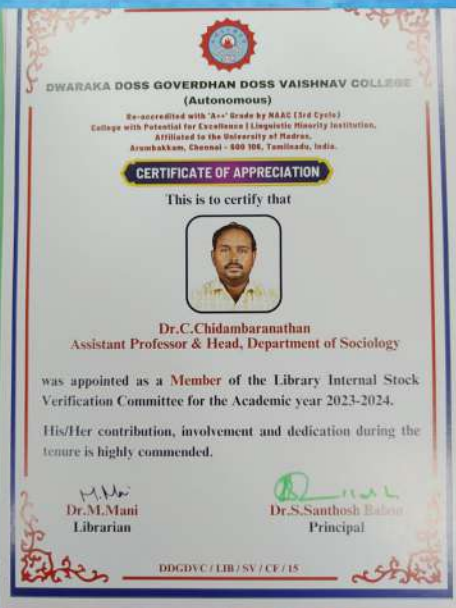 DWARAKA DOSS GOVERDHAN DOSS VAISHNAV COLLEGE
(Autonomous)
Re-accredited with 'A++' Grade by NAAC (3rd Cycle)
College with Potential for Excellence | Linguistic Minority Institution,
Affiliated to the University of Madras,
Arumbakkam, Chennai - 600 106, Tamilnadu, India.
CERTIFICATE OF APPRECIATION
This is to certify that
Dr.C.Chidambaranathan
Assistant Professor & Head, Department of Sociology
was appointed as a Member of the Library Internal Stock
Verification Committee for the Academic year 2023-2024.
His/Her contribution, involvement and dedication during the
tenure is highly commended.
M.Mani
Dr.M.Mani
Librarian
Dr.S.Santhosh Baboo
Principal
DDGDVC / LIB / SV / CF / 15